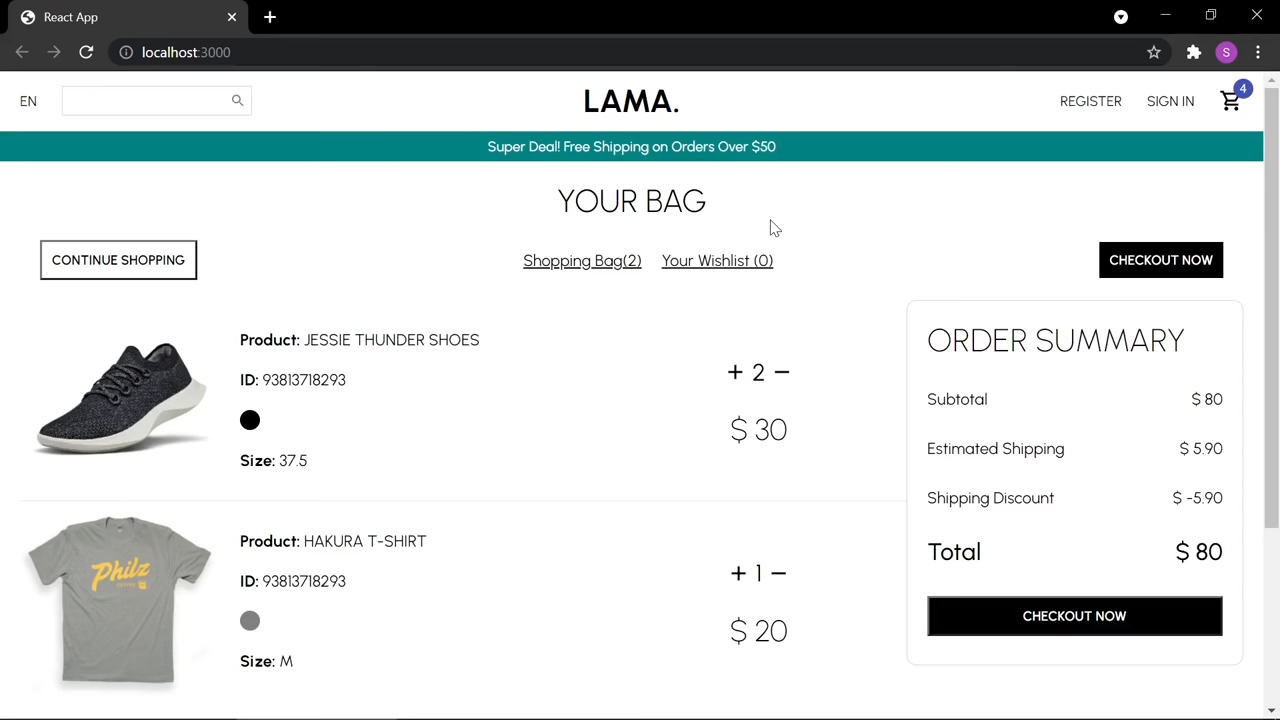 React App
localhost:3000
S
EN
LAMA.
REGISTER
SIGN IN
4
Super Deal! Free Shipping on Orders Over $50
YOUR BAG
CONTINUE SHOPPING
Shopping Bag(2)
Your Wishlist (0)
CHECKOUT NOW
Product: JESSIE THUNDER SHOES
ID: 93813718293
Size: 37.5
+ 2 −
$ 30
Philz
Product: HAKURA T-SHIRT
ID: 93813718293
Size: M
+ 1 −
$ 20
ORDER SUMMARY
Subtotal $ 80
Estimated Shipping $ 5.90
Shipping Discount $ -5.90
Total $ 80
CHECKOUT NOW